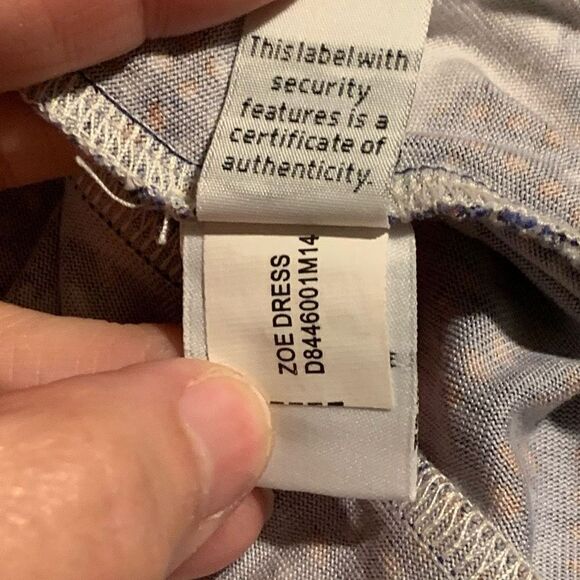 This label with
security
features is a
certificate of
authenticity.
ZOE DRESS
D8446001M14